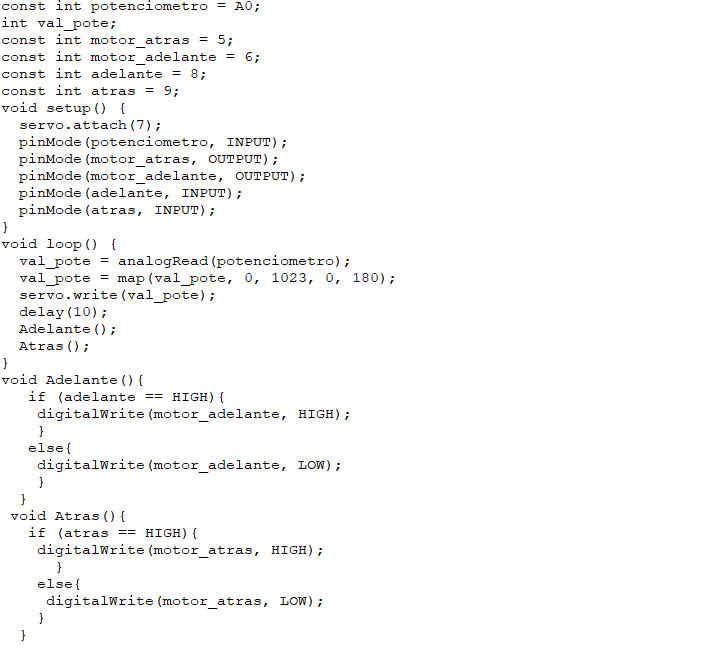 const int potenciometro = A0;
int val_pote;
const int motor_atras = 5;
const int motor_adelante = 6;
const int adelante = 8;
const int atras = 9;
void setup() {
  servo.attach(7);
  pinMode(potenciometro, INPUT);
  pinMode(motor_atras, OUTPUT);
  pinMode(motor_adelante, OUTPUT);
  pinMode(adelante, INPUT);
  pinMode(atras, INPUT);
}
void loop() {
  val_pote = analogRead(potenciometro);
  val_pote = map(val_pote, 0, 1023, 0, 180);
  servo.write(val_pote);
  delay(10);
  Adelante();
  Atras();
}
void Adelante(){
   if (adelante == HIGH){
    digitalWrite(motor_adelante, HIGH);
    }
   else{
    digitalWrite(motor_adelante, LOW);
    }
  }
 void Atras(){
   if (atras == HIGH){
    digitalWrite(motor_atras, HIGH);
      }
    else{
     digitalWrite(motor_atras, LOW);
    }
  }